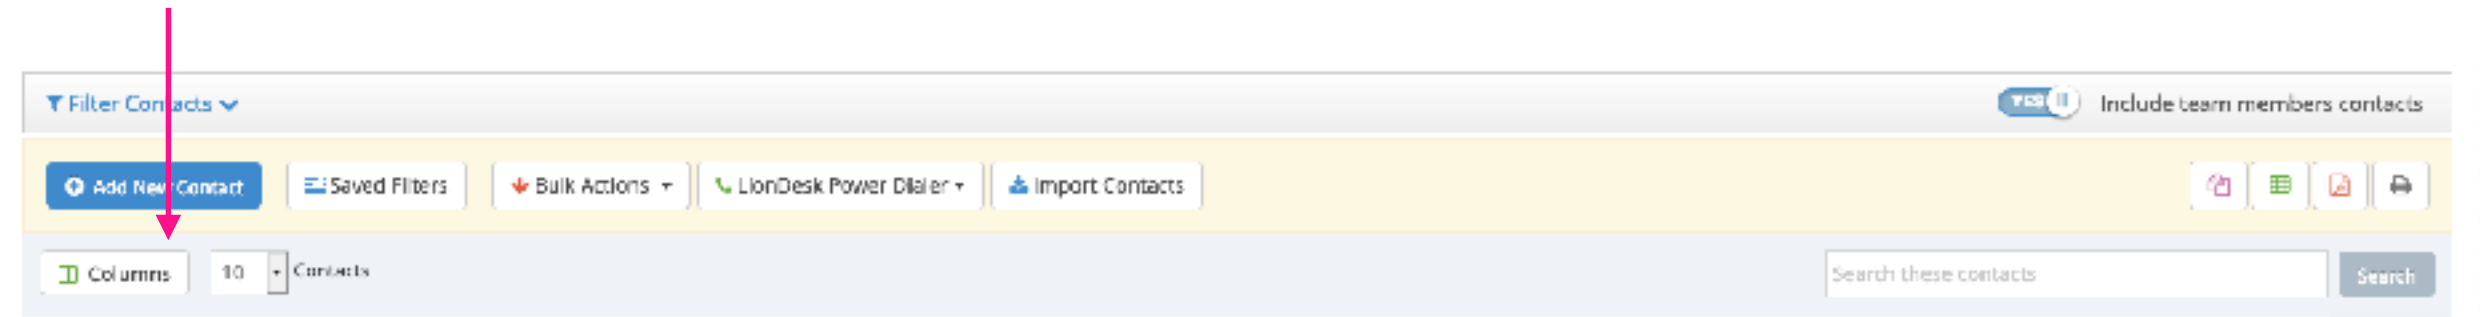 Filter Contacts
YES Include team members contacts
Add New Contact Saved Filters Bulk Actions LionDesk Power Dialer Import Contacts
Columns 10 Contacts Search these contacts Search